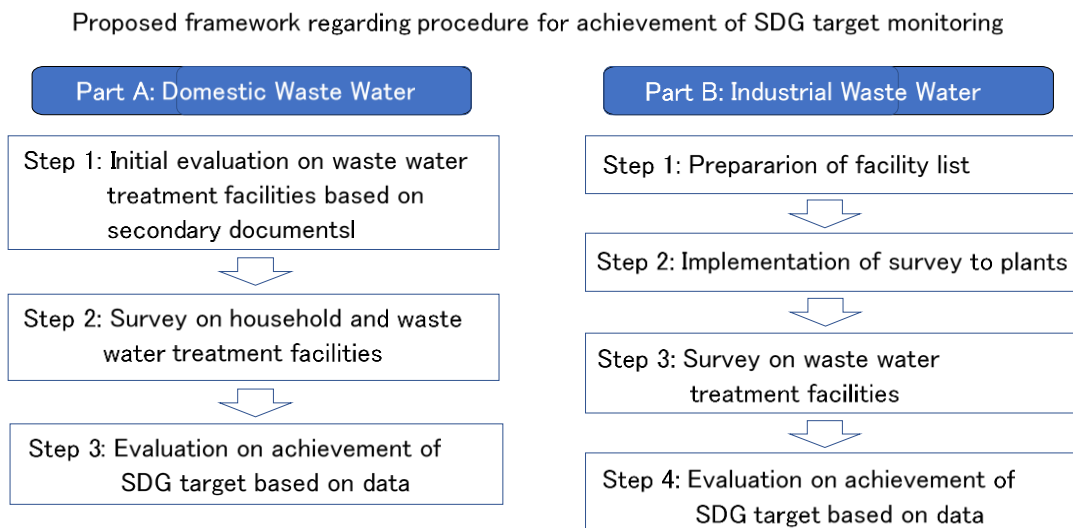 Proposed framework regarding procedure for achievement of SDG target monitoring
Part A: Domestic Waste Water
Step 1: Initial evaluation on waste water
treatment facilities based on
secondary documentsl
Step 2: Survey on household and waste
water treatment facilities
Step 3: Evaluation on achievement of
SDG target based on data
Part B: Industrial Waste Water
Step 1: Prepararion of facility list
Step 2: Implementation of survey to plants
Step 3: Survey on waste water
treatment facilities
Step 4: Evaluation on achievement of
SDG target based on data